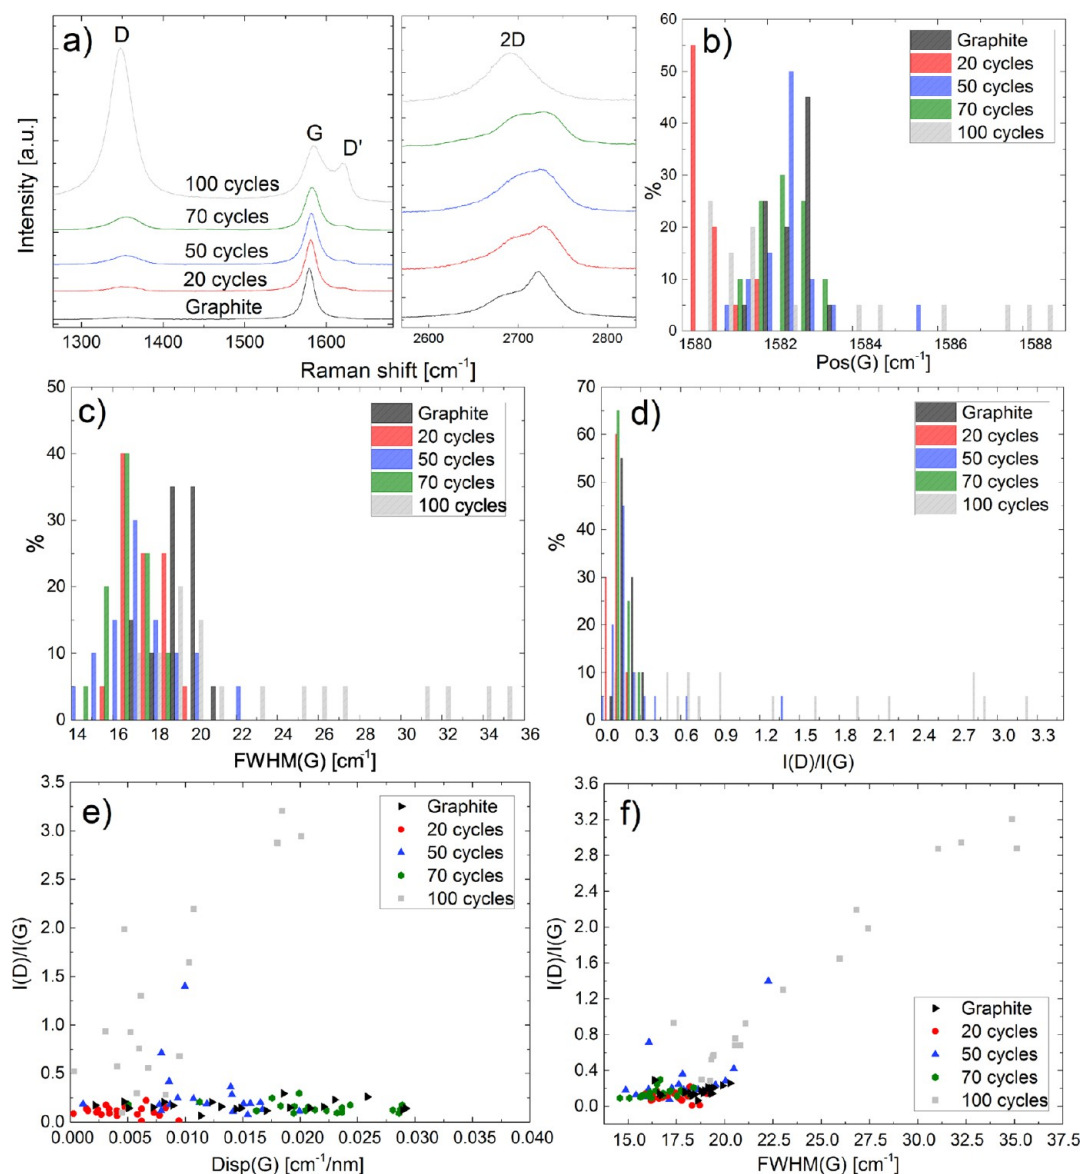 a)
D
G
D'
100 cycles
70 cycles
50 cycles
20 cycles
Graphite
Intensity [a.u.]
1300 1400 1500 1600
2D
2600 2700 2800
Raman shift [cm⁻¹]
b)
Graphite
20 cycles
50 cycles
70 cycles
100 cycles
%
60
50
40
30
20
10
0
1580 1582 1584 1586 1588
Pos(G) [cm⁻¹]
c)
Graphite
20 cycles
50 cycles
70 cycles
100 cycles
%
50
40
30
20
10
0
14 16 18 20 22 24 26 28 30 32 34 36
FWHM(G) [cm⁻¹]
d)
Graphite
20 cycles
50 cycles
70 cycles
100 cycles
%
70
60
50
40
30
20
10
0
0.0 0.3 0.6 0.9 1.2 1.5 1.8 2.1 2.4 2.7 3.0 3.3
I(D)/I(G)
e)
Graphite
20 cycles
50 cycles
70 cycles
100 cycles
I(D)/I(G)
3.5
3.0
2.5
2.0
1.5
1.0
0.5
0.0
0.000 0.005 0.010 0.015 0.020 0.025 0.030 0.035 0.040
Disp(G) [cm⁻¹/nm]
f)
Graphite
20 cycles
50 cycles
70 cycles
100 cycles
I(D)/I(G)
3.6
3.2
2.8
2.4
2.0
1.6
1.2
0.8
0.4
0.0
15.0 17.5 20.0 22.5 25.0 27.5 30.0 32.5 35.0 37.5
FWHM(G) [cm⁻¹]